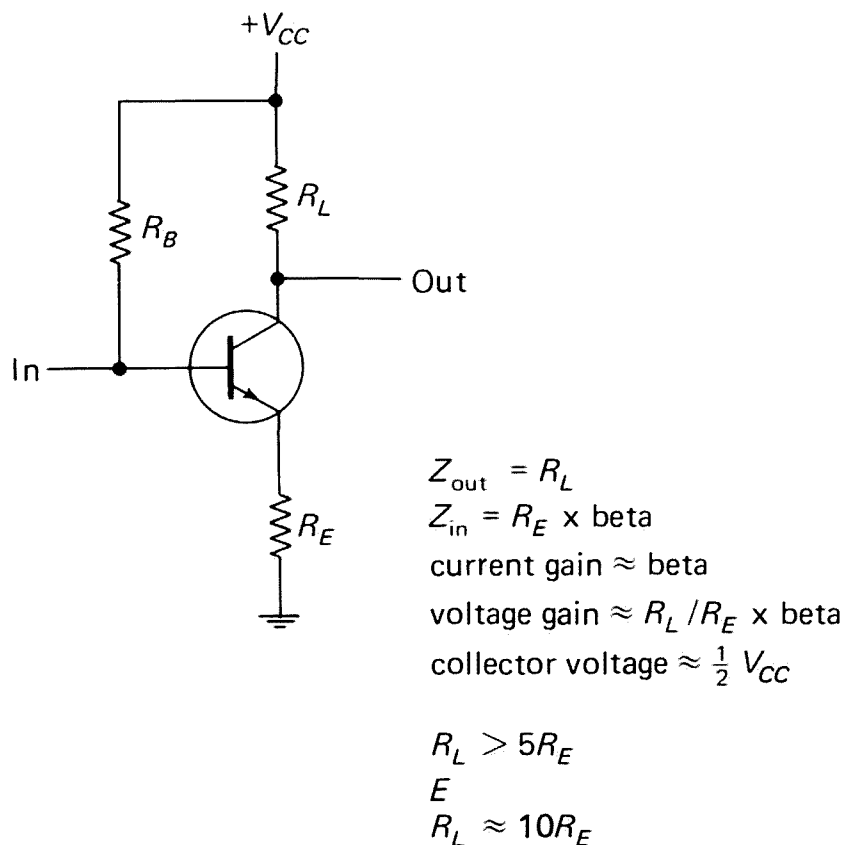 +V_CC
R_L
R_B
Out
In
R_E
Z_out = R_L
Z_in = R_E x beta
current gain ≈ beta
voltage gain ≈ R_L /R_E x beta
collector voltage ≈ 1/2 V_CC
R_L > 5R_E
E
R_L ≈ 10R_E